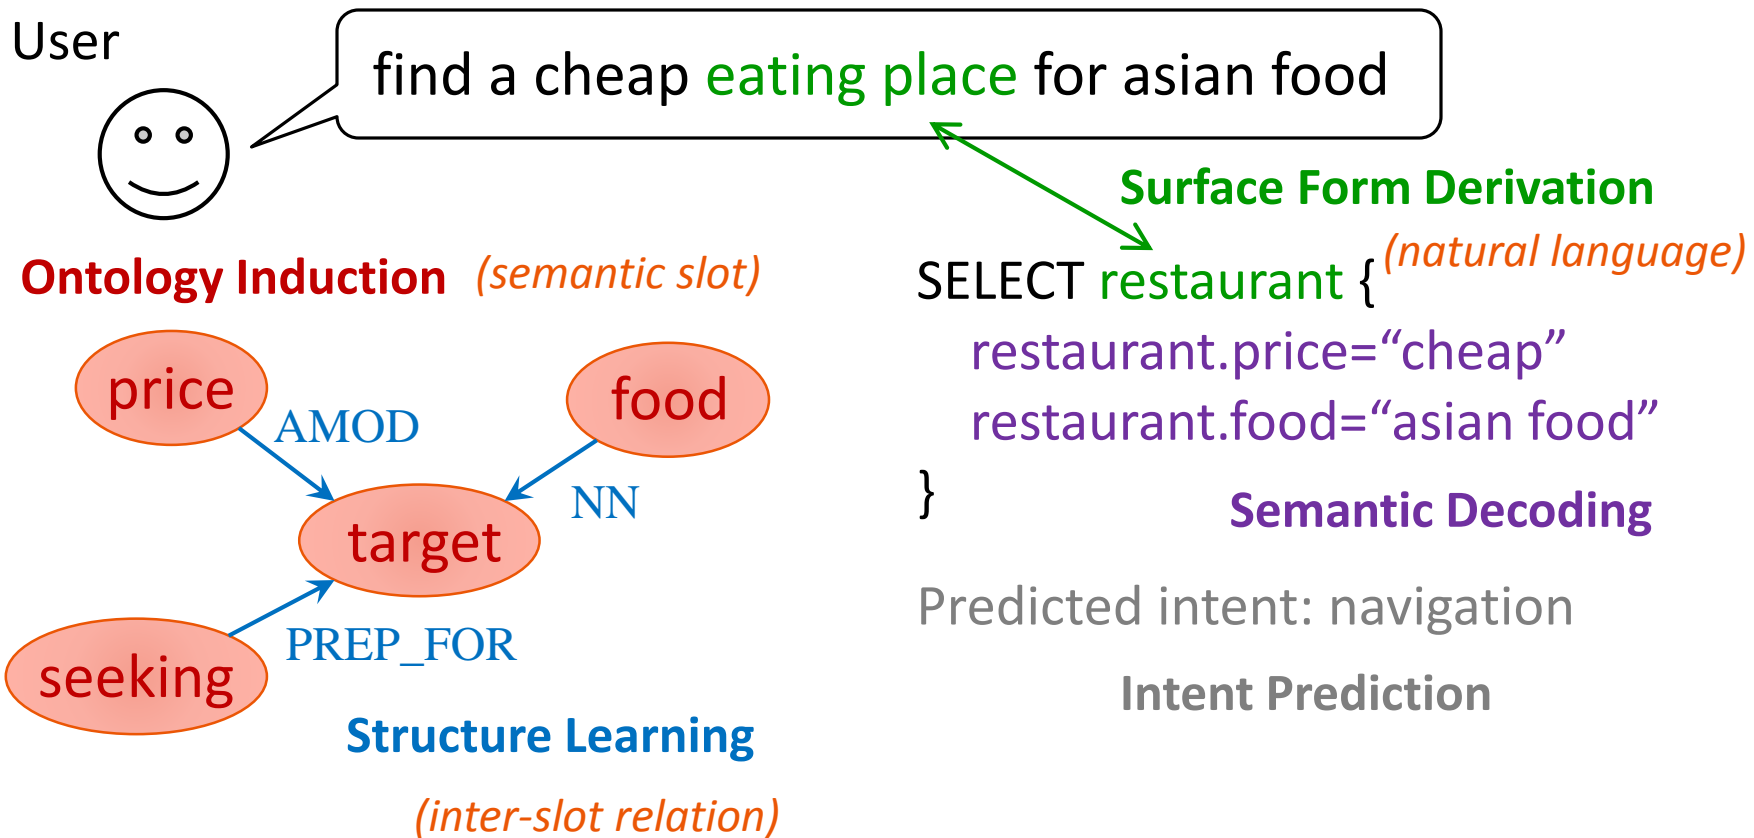 User
find a cheap eating place for asian food
Surface Form Derivation
(natural language)
Ontology Induction (semantic slot)
SELECT restaurant {
restaurant.price=“cheap”
restaurant.food=“asian food”
}
Semantic Decoding
price
food
AMOD
NN
target
seeking
PREP_FOR
Structure Learning
(inter-slot relation)
Predicted intent: navigation
Intent Prediction